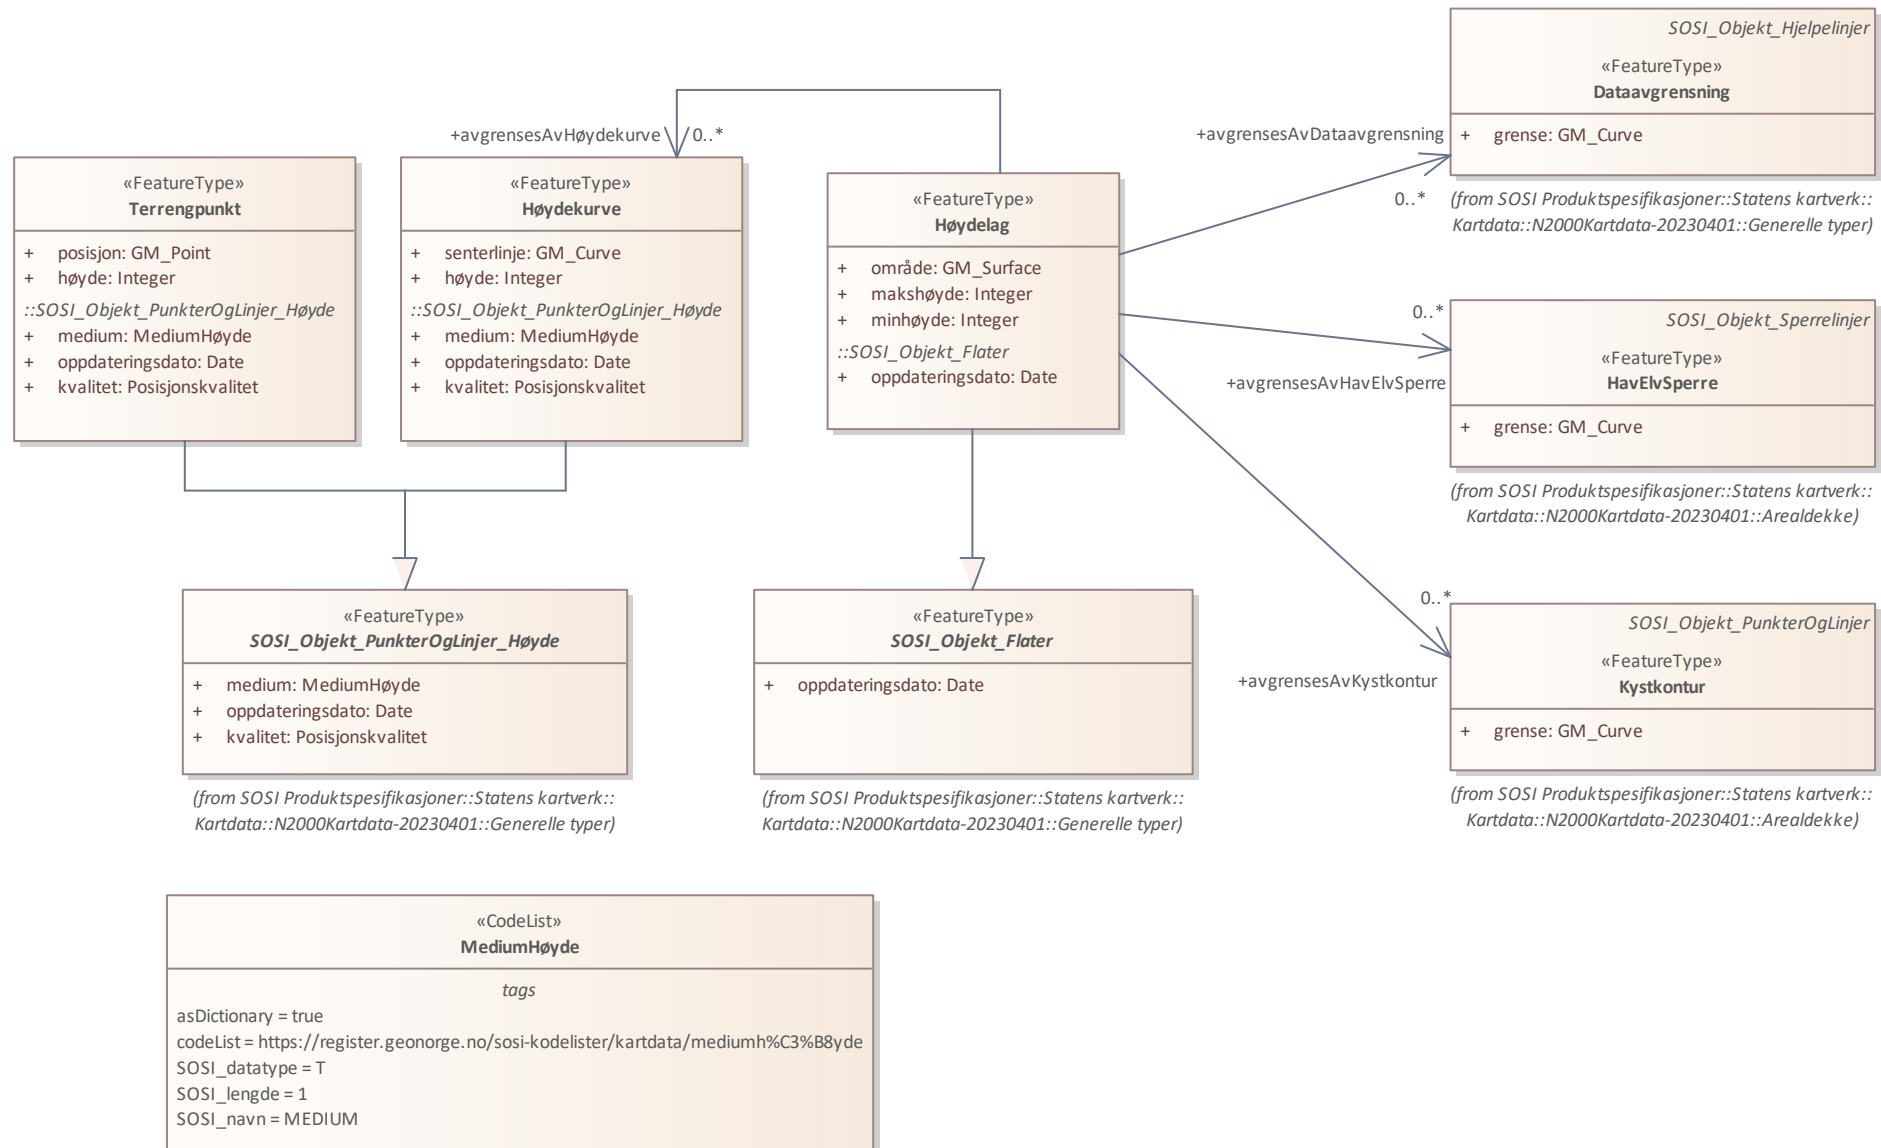 SOSI_Objekt_Hjelpelinjer
«FeatureType»
Dataavgrensning
+ grense: GM_Curve
(from SOSI Produktspesifikasjoner::Statens kartverk::
Kartdata::N2000Kartdata-20230401::Generelle typer)
+avgrensesAvHøydekurve
0..*
+avgrensesAvDataavgrensning
0..*
«FeatureType»
Terrengpunkt
+ posisjon: GM_Point
+ høyde: Integer
::SOSI_Objekt_PunkterOgLinjer_Høyde
+ medium: MediumHøyde
+ oppdateringsdato: Date
+ kvalitet: Posisjonskvalitet
«FeatureType»
Høydekurve
+ senterlinje: GM_Curve
+ høyde: Integer
::SOSI_Objekt_PunkterOgLinjer_Høyde
+ medium: MediumHøyde
+ oppdateringsdato: Date
+ kvalitet: Posisjonskvalitet
«FeatureType»
Høydelag
+ område: GM_Surface
+ makshøyde: Integer
+ minhøyde: Integer
::SOSI_Objekt_Flater
+ oppdateringsdato: Date
0..*
+avgrensesAvHavElvSperre
SOSI_Objekt_Sperrelinjer
«FeatureType»
HavElvSperre
+ grense: GM_Curve
(from SOSI Produktspesifikasjoner::Statens kartverk::
Kartdata::N2000Kartdata-20230401::Arealdekke)
0..*
+avgrensesAvKystkontur
SOSI_Objekt_PunkterOgLinjer
«FeatureType»
Kystkontur
+ grense: GM_Curve
(from SOSI Produktspesifikasjoner::Statens kartverk::
Kartdata::N2000Kartdata-20230401::Arealdekke)
«FeatureType»
SOSI_Objekt_PunkterOgLinjer_Høyde
+ medium: MediumHøyde
+ oppdateringsdato: Date
+ kvalitet: Posisjonskvalitet
(from SOSI Produktspesifikasjoner::Statens kartverk::
Kartdata::N2000Kartdata-20230401::Generelle typer)
«FeatureType»
SOSI_Objekt_Flater
+ oppdateringsdato: Date
(from SOSI Produktspesifikasjoner::Statens kartverk::
Kartdata::N2000Kartdata-20230401::Generelle typer)
«CodeList»
MediumHøyde
tags
asDictionary = true
codeList = https://register.geonorge.no/sosi-kodelister/kartdata/mediumh%C3%B8yde
SOSI_datatype = T
SOSI_lengde = 1
SOSI_navn = MEDIUM